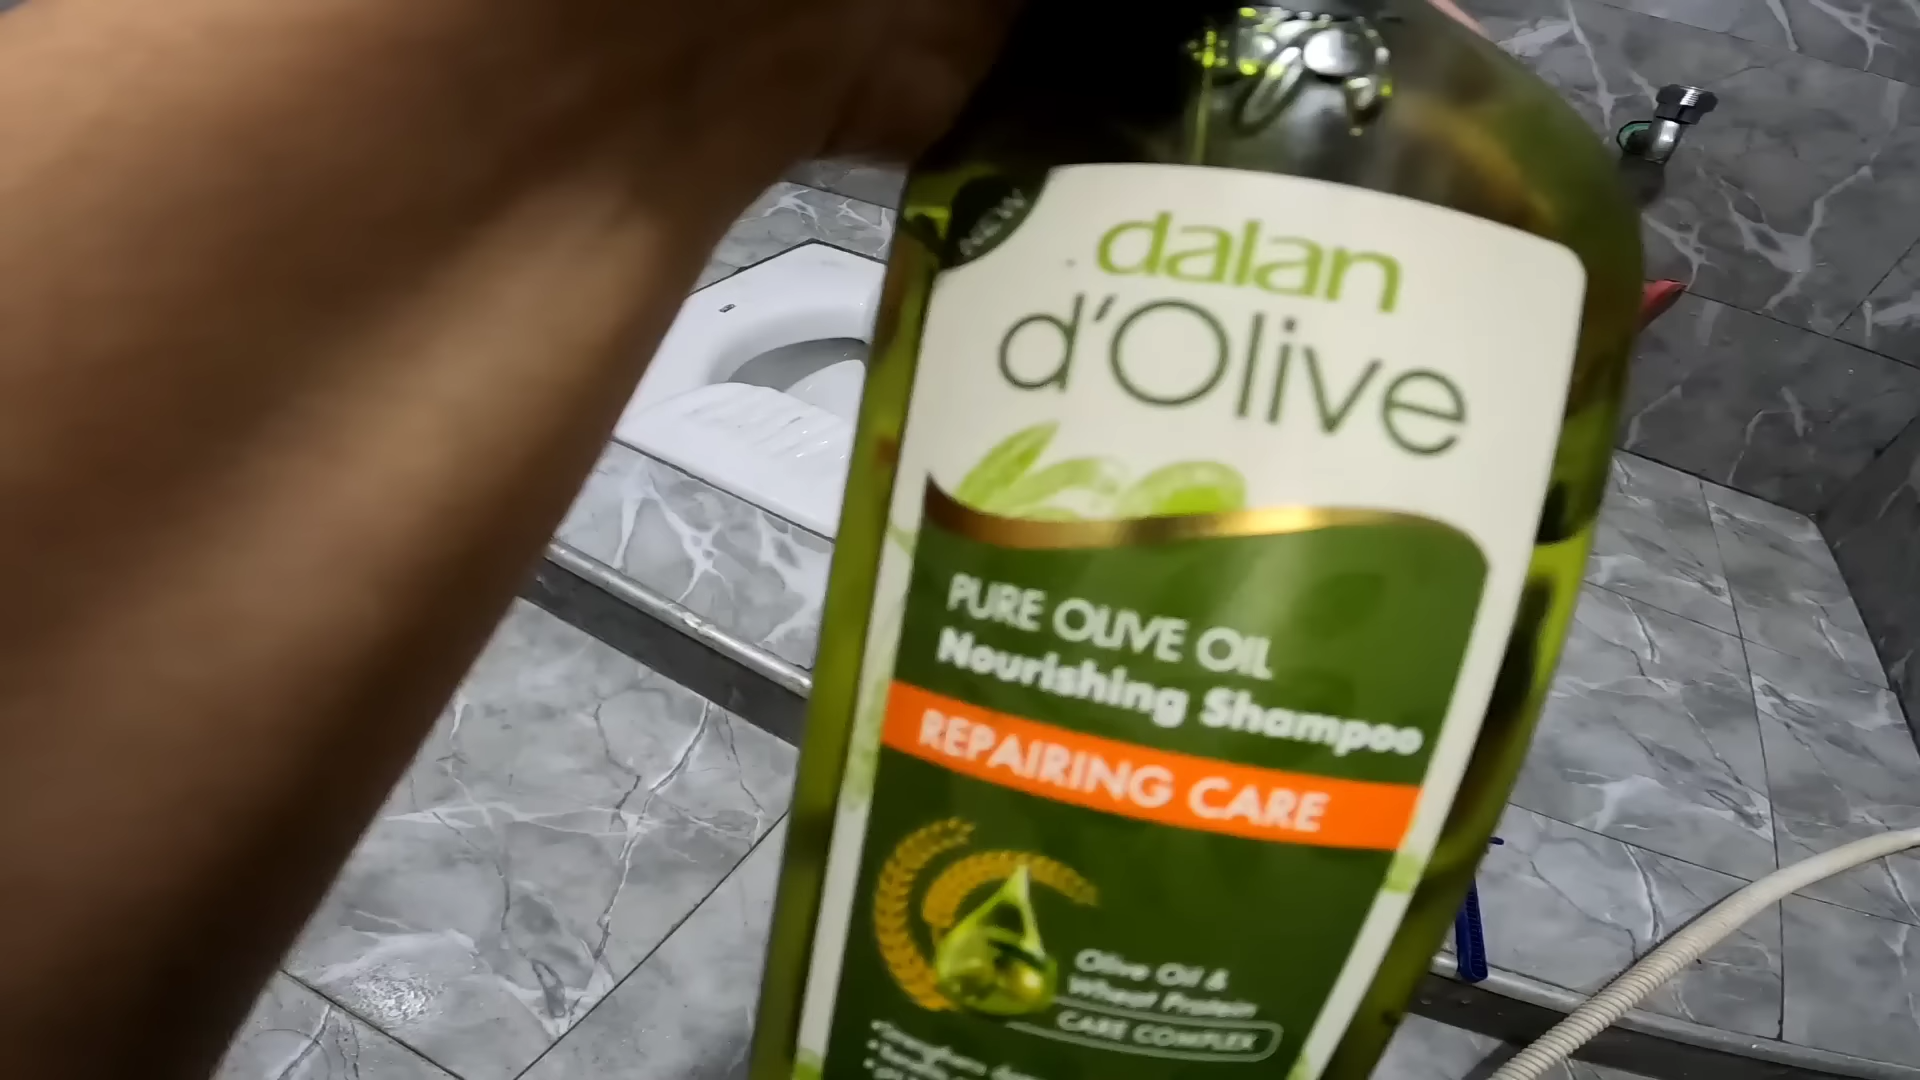 NEW
dalan
d'Olive
PURE OLIVE OIL
Nourishing Shampoo
REPAIRING CARE
Olive Oil &
Wheat Protein
CARE COMPLEX